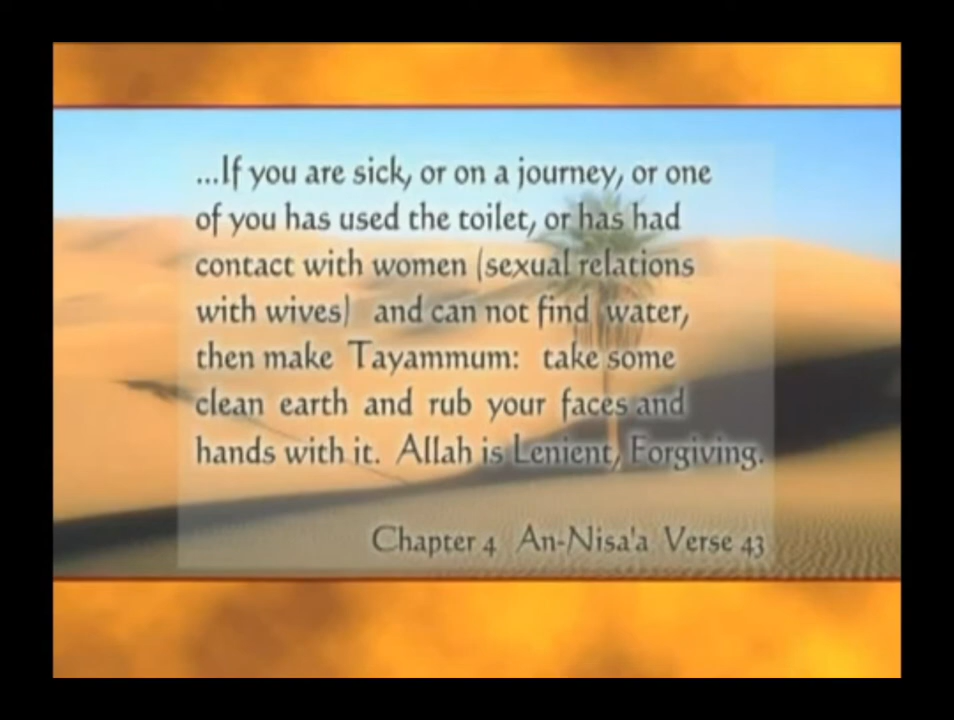 ...If you are sick, or on a journey, or one
of you has used the toilet, or has had
contact with women (sexual relations
with wives) and can not find water,
then make Tayammum: take some
clean earth and rub your faces and
hands with it. Allah is Lenient, Forgiving.
Chapter 4 An-Nisa'a Verse 43